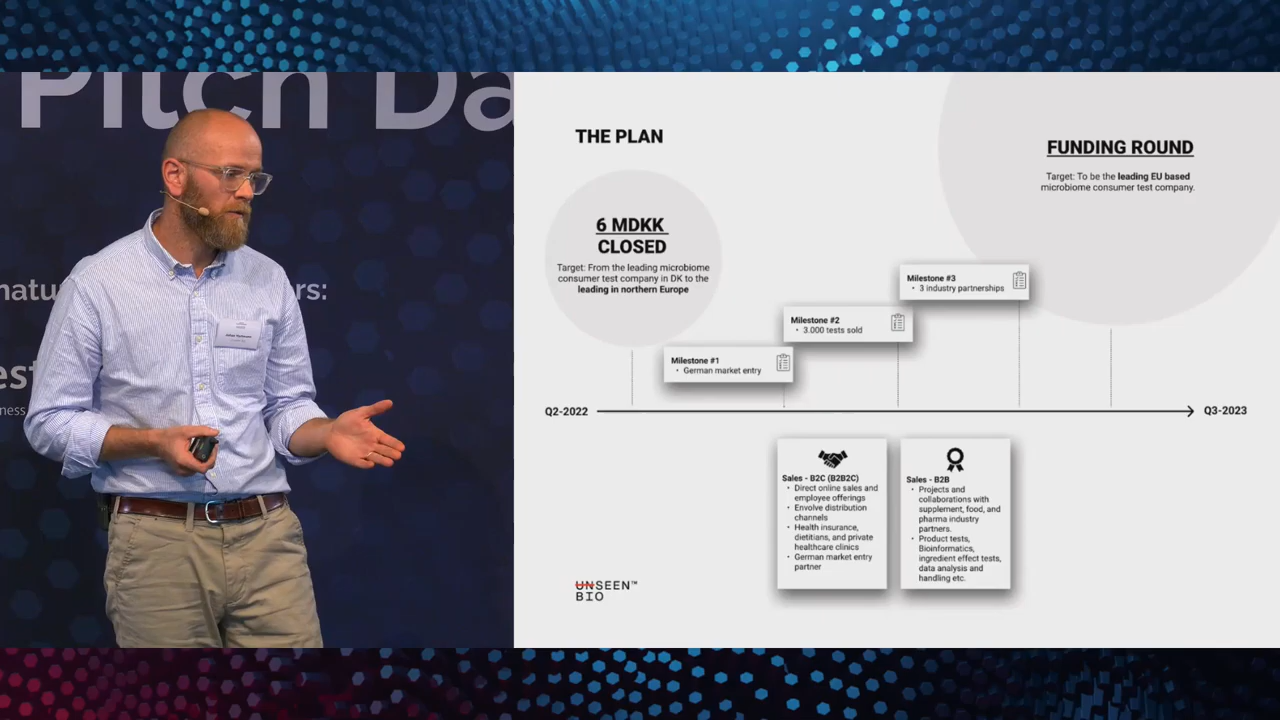 Pitch Da
natu
rs:
est
ness
THE PLAN
6 MDKK
CLOSED
Target: From the leading microbiome
consumer test company in DK to the
leading in northern Europe
FUNDING ROUND
Target: To be the leading EU based
microbiome consumer test company.
Milestone #3
• 3 industry partnerships
Milestone #2
• 3.000 tests sold
Milestone #1
• German market entry
Q2-2022
Q3-2023
Sales - B2C (B2B2C)
• Direct online sales and
employee offerings
• Envolve distribution
channels
• Health insurance,
dietitians, and private
healthcare clinics
• German market entry
partner
Sales - B2B
• Projects and
collaborations with
supplement, food, and
pharma industry
partners.
• Product tests,
Bioinformatics,
ingredient effect tests,
data analysis and
handling etc.
UNSEEN™
BIO